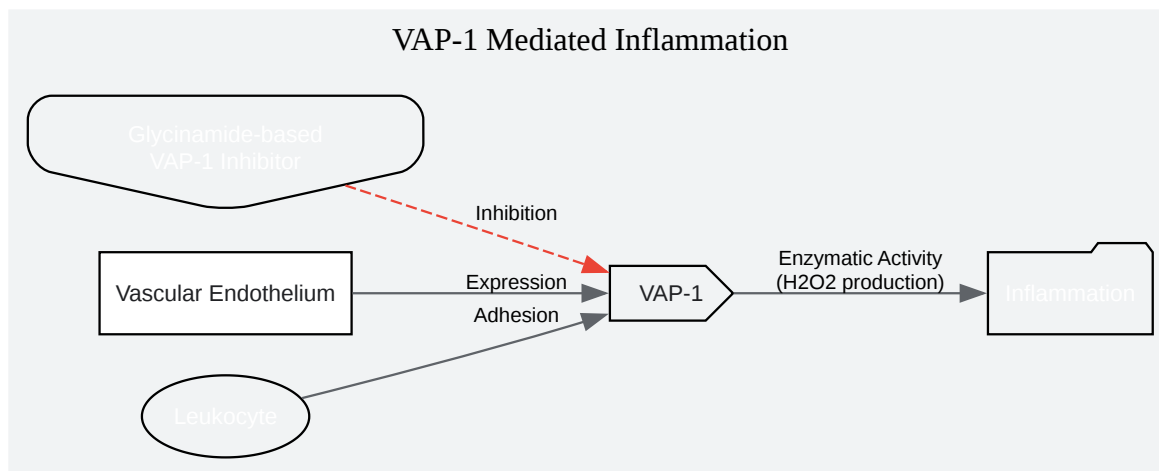 VAP-1 Mediated Inflammation
Glycinamide-based
VAP-1 Inhibitor
Inhibition
Vascular Endothelium
Expression
VAP-1
Enzymatic Activity
(H2O2 production)
Inflammation
Adhesion
Leukocyte